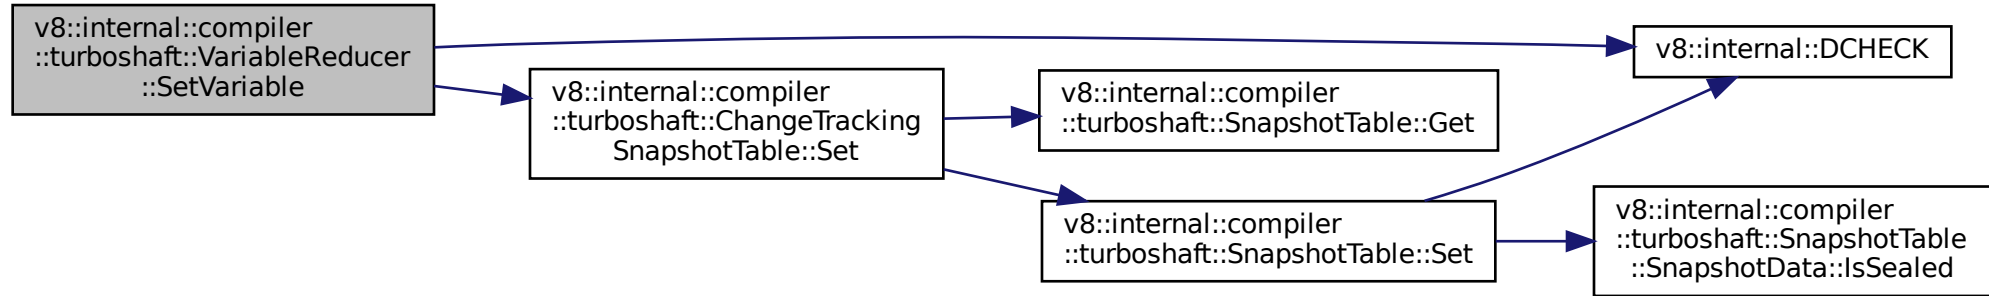 v8::internal::compiler
::turboshaft::VariableReducer
::SetVariable
v8::internal::compiler
::turboshaft::ChangeTracking
SnapshotTable::Set
v8::internal::compiler
::turboshaft::SnapshotTable::Get
v8::internal::compiler
::turboshaft::SnapshotTable::Set
v8::internal::DCHECK
v8::internal::compiler
::turboshaft::SnapshotTable
::SnapshotData::IsSealed